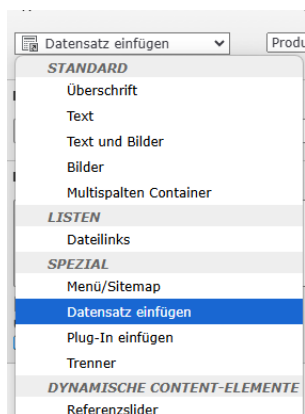 Datensatz einfügen
Produ
STANDARD
Überschrift
Text
Text und Bilder
Bilder
Multispalten Container
LISTEN
Dateilinks
SPEZIAL
Menü/Sitemap
Datensatz einfügen
Plug-In einfügen
Trenner
DYNAMISCHE CONTENT-ELEMENTE
Referenzslider